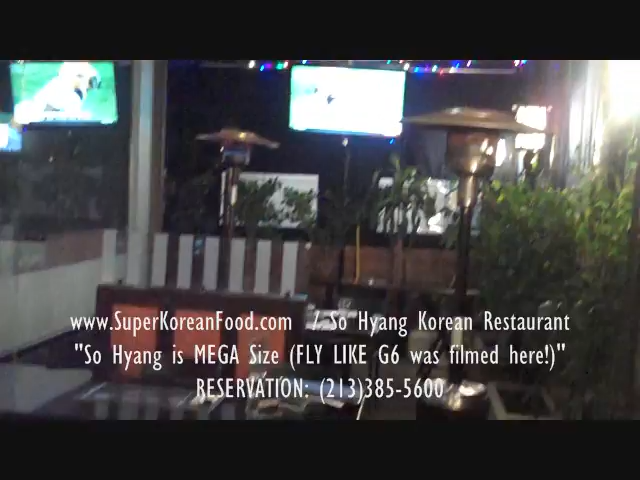 www.SuperKoreanFood.com / So Hyang Korean Restaurant
"So Hyang is MEGA Size (FLY LIKE G6 was filmed here!)"
RESERVATION: (213)385-5600